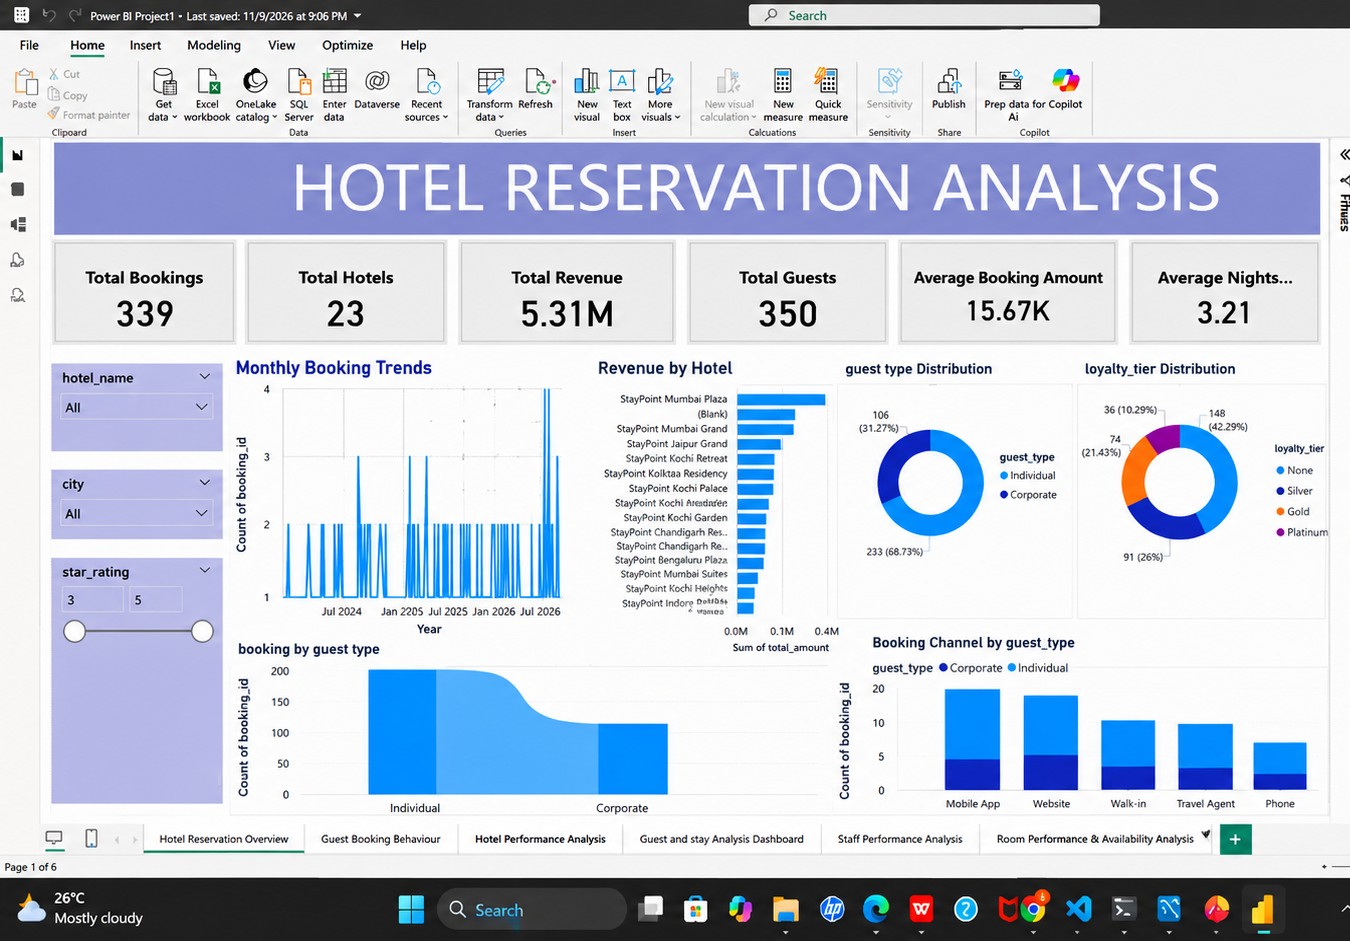 Power BI Project1 • Last saved: 11/9/2026 at 9:06 PM
Search
File Home Insert Modeling View Optimize Help
Paste
Cut
Copy
Format painter
Clipaard
Get data
Excel workbook
OneLake catalog
SQL Server
Enter data
Dataverse
Recent sources
Data
Transform data
Refresh
Queries
New visual
Text box
More visuals
Insert
New visual calculation
New measure
Quick measure
Calcuations
Sensitivity
Sensitivity
Publish
Share
Prep data for Ai
Copilot
Copilot
HOTEL RESERVATION ANALYSIS
Total Bookings
339
Total Hotels
23
Total Revenue
5.31M
Total Guests
350
Average Booking Amount
15.67K
Average Nights...
3.21
hotel_name
All
city
All
star_rating
3 5
Monthly Booking Trends
Count of booking_id
4
3
2
1
Jul 2024 Jan 2205 Jul 2025 Jan 2026 Jul 2026
Year
Revenue by Hotel
StayPoint Mumbai Plaza
(Blank)
StayPoint Mumbai Grand
StayPoint Jaipur Grand
StayPoint Kochi Retreat
StayPoint Kolktaa Residency
StayPoint Kochi Palace
StayPoint Kochi
StayPoint Kochi Garden
StayPoint Chandigarh Res..
StayPoint Chandigarh Re..
StayPoint Bengaluru Plaza
StayPoint Mumbai Suites
StayPoint Kochi Heights
StayPoint Indore
0.0M 0.1M 0.4M
Sum of total_amount
guest type Distribution
106
(31.27%)
233 (68.73%)
guest_type
Individual
Corporate
loyalty_tier Distribution
36 (10.29%)
148
(42.29%)
74
(21.43%)
91 (26%)
loyalty_tier
None
Silver
Gold
Platinum
booking by guest type
Count of booking_id
200
150
100
50
0
Individual Corporate
Booking Channel by guest_type
guest_type Corporate Individual
Count of booking_id
20
10
5
0
Mobile App Website Walk-in Travel Agent Phone
Hotel Reservation Overview
Guest Booking Behaviour
Hotel Performance Analysis
Guest and stay Analysis Dashboard
Staff Performance Analysis
Room Performance & Availability Analysis
+
Page 1 of 6
26°C
Mostly cloudy
Search
6